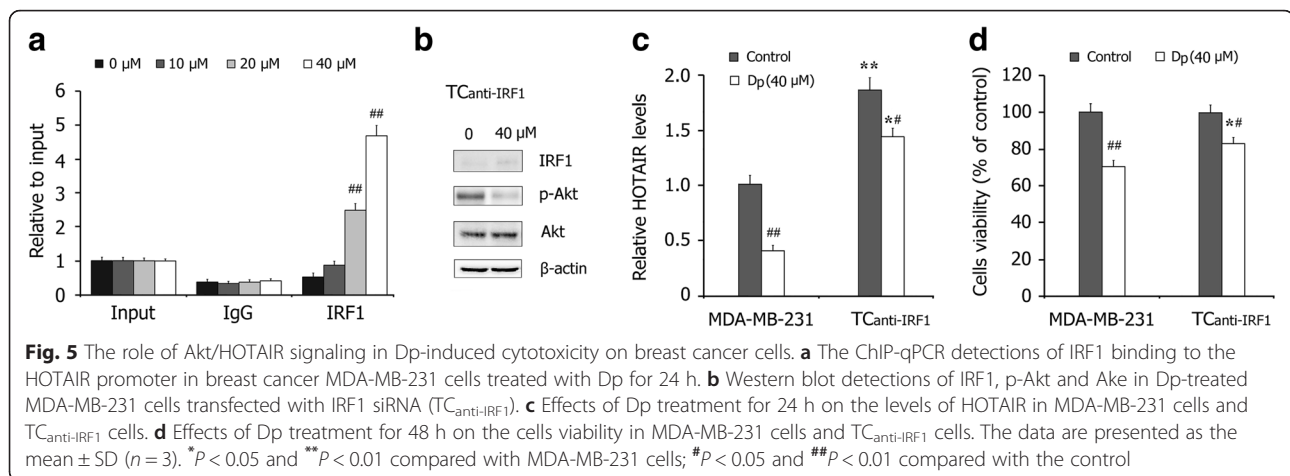 a
b
c
d
0 µM 10 µM 20 µM 40 µM
Relative to input
6
5
4
3
2
1
0
##
##
Input IgG IRF1
TCanti-IRF1
0 40 µM
IRF1
p-Akt
Akt
β-actin
Control
Dp(40 µM)
Relative HOTAIR levels
2.0
1.5
1.0
0.5
0
##
**
*#
MDA-MB-231 TCanti-IRF1
Control Dp(40 µM)
Cells viability (% of control)
120
100
80
60
40
20
0
##
*#
MDA-MB-231 TCanti-IRF1
Fig. 5 The role of Akt/HOTAIR signaling in Dp-induced cytotoxicity on breast cancer cells. a The ChIP-qPCR detections of IRF1 binding to the
HOTAIR promoter in breast cancer MDA-MB-231 cells treated with Dp for 24 h. b Western blot detections of IRF1, p-Akt and Ake in Dp-treated
MDA-MB-231 cells transfected with IRF1 siRNA (TCanti-IRF1). c Effects of Dp treatment for 24 h on the levels of HOTAIR in MDA-MB-231 cells and
TCanti-IRF1 cells. d Effects of Dp treatment for 48 h on the cells viability in MDA-MB-231 cells and TCanti-IRF1 cells. The data are presented as the
mean ± SD (n = 3). *P < 0.05 and **P < 0.01 compared with MDA-MB-231 cells; #P < 0.05 and ##P < 0.01 compared with the control